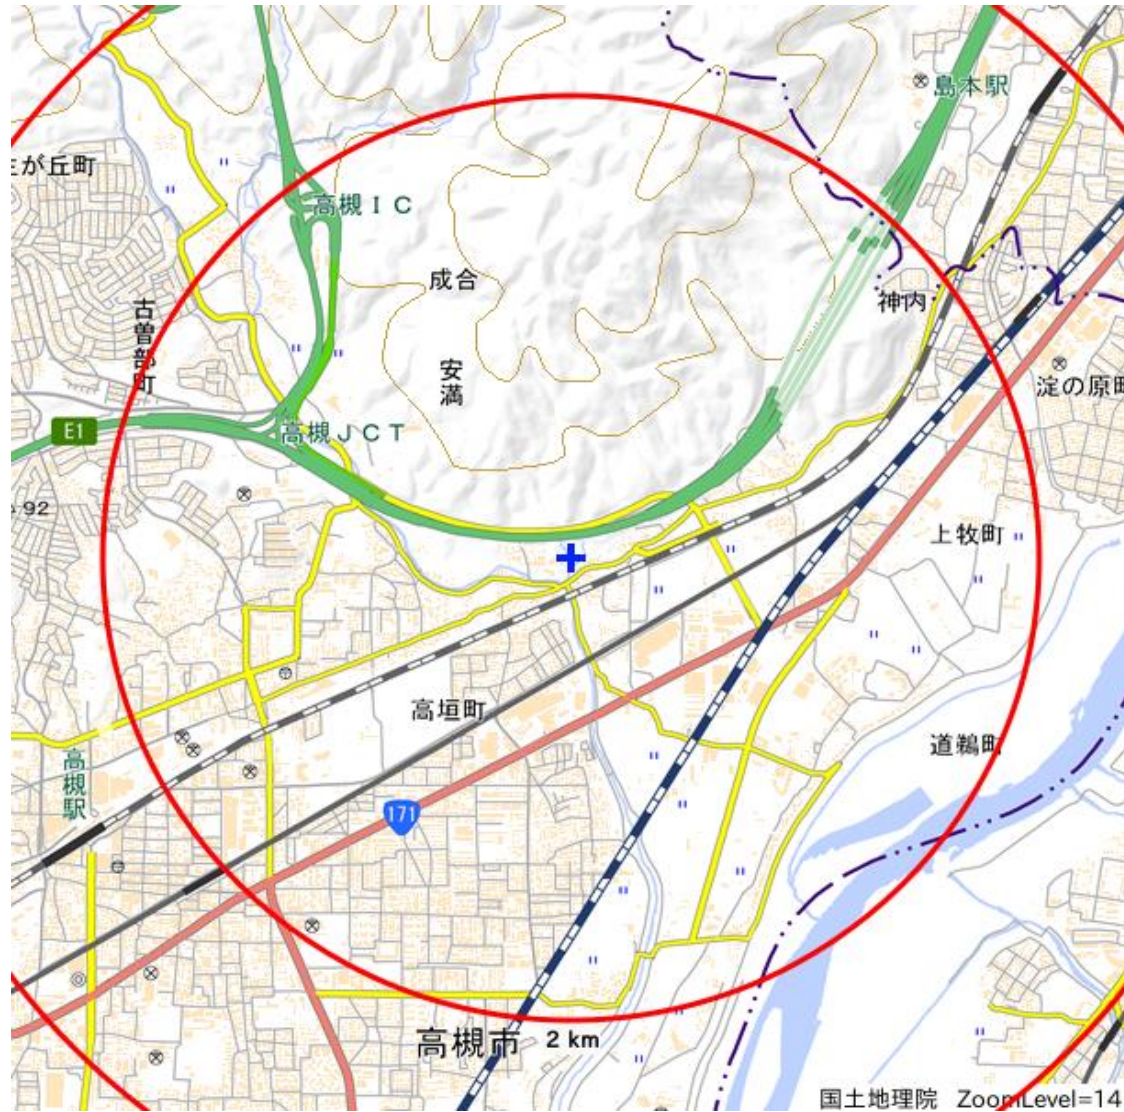 島本駅
生が丘町
高槻IC
成合
神内
古曽部町
安満
淀の原町
E1
高槻JCT
92
上牧町
高垣町
道鵜町
高槻駅
171
高槻市
2 km
国土地理院 ZoomLevel=14